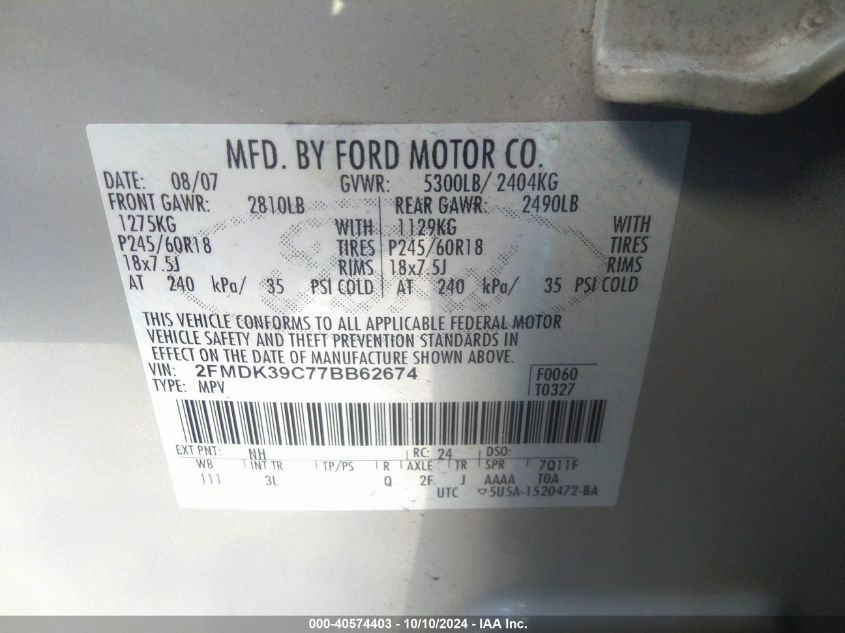 MFD. BY FORD MOTOR CO.
DATE: 08/07 GVWR: 5300LB/ 2404KG
FRONT GAWR: 2810LB REAR GAWR: 2490LB
1275KG WITH 1129KG WITH
P245/60R18 TIRES P245/60R18 TIRES
18x7.5J RIMS 18x7.5J RIMS
AT 240 kPa/ 35 PSI COLD AT 240 kPa/ 35 PSI COLD
THIS VEHICLE CONFORMS TO ALL APPLICABLE FEDERAL MOTOR
VEHICLE SAFETY AND THEFT PREVENTION STANDARDS IN
EFFECT ON THE DATE OF MANUFACTURE SHOWN ABOVE.
VIN: 2FMDK39C77BB62674 F0060
TYPE: MPV T0327
EXT PNT: NH RC: 24 DSO:
WB INT TR TP/PS R AXLE TR SPR 7Q11F
111 3L Q 2F J AAAA T0A
UTC ▽5U5A-1520472-BA
000-40574403 - 10/10/2024 - IAA Inc.